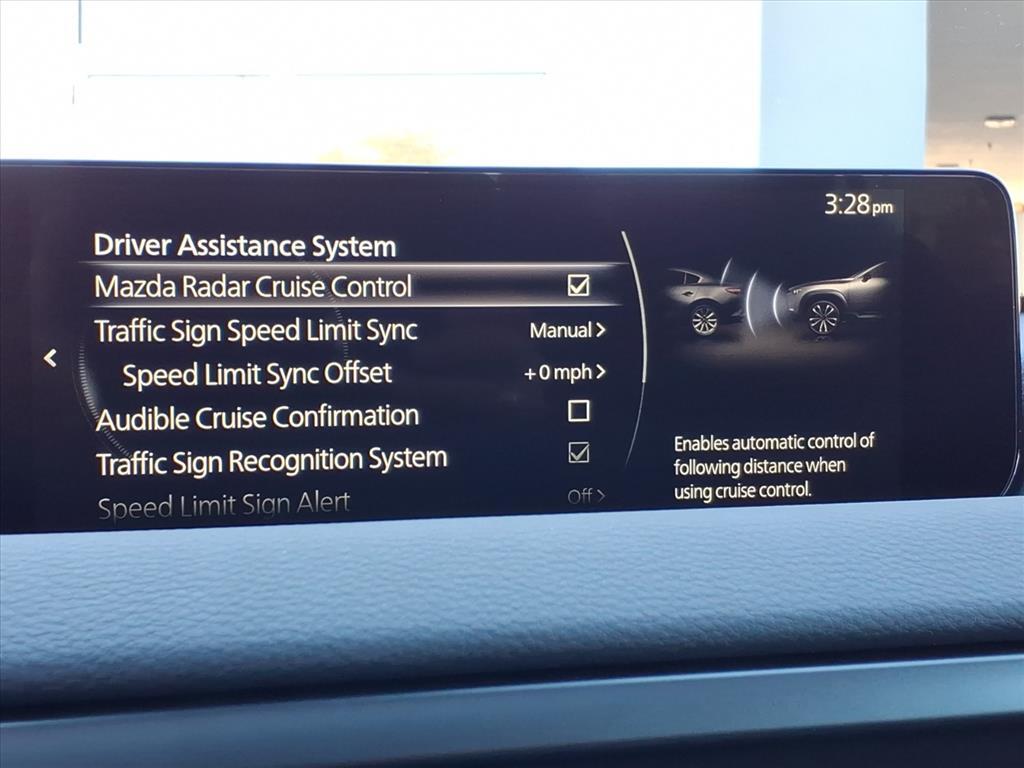 3:28 pm
Driver Assistance System
Mazda Radar Cruise Control
Traffic Sign Speed Limit Sync Manual >
Speed Limit Sync Offset +0 mph >
Audible Cruise Confirmation
Traffic Sign Recognition System
Speed Limit Sign Alert Off >
Enables automatic control of
following distance when
using cruise control.